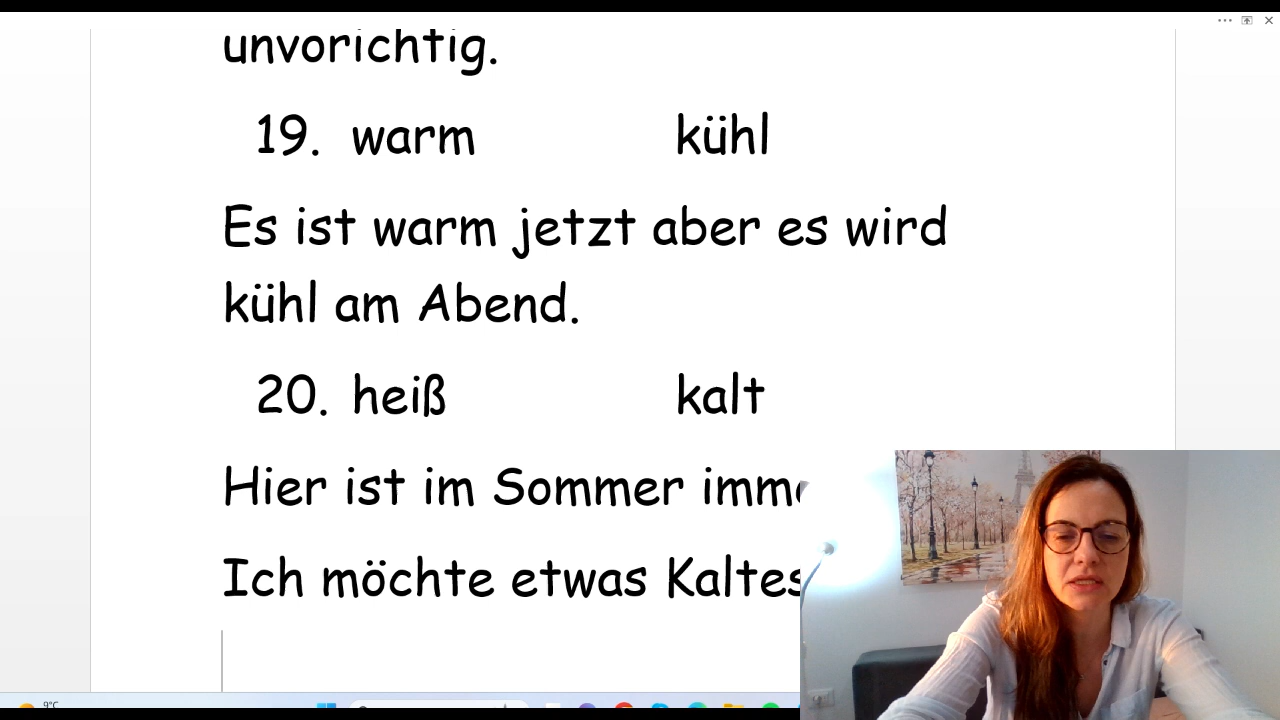 unvorichtig.
19. warm kühl
Es ist warm jetzt aber es wird
kühl am Abend.
20. heiß kalt
Hier ist im Sommer
Ich möchte etwas Kaltes
9°C